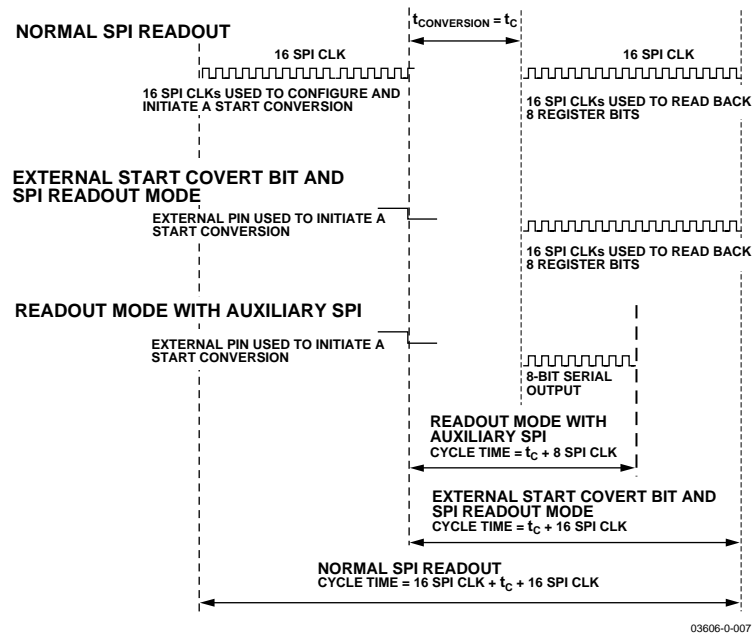 tCONVERSION = tC
NORMAL SPI READOUT
16 SPI CLK
16 SPI CLK
16 SPI CLKs USED TO CONFIGURE AND
INITIATE A START CONVERSION
16 SPI CLKs USED TO READ BACK
8 REGISTER BITS
EXTERNAL START COVERT BIT AND
SPI READOUT MODE
EXTERNAL PIN USED TO INITIATE A
START CONVERSION
16 SPI CLKs USED TO READ BACK
8 REGISTER BITS
READOUT MODE WITH AUXILIARY SPI
EXTERNAL PIN USED TO INITIATE A
START CONVERSION
8-BIT SERIAL
OUTPUT
READOUT MODE WITH
AUXILIARY SPI
CYCLE TIME = tC + 8 SPI CLK
EXTERNAL START COVERT BIT AND
SPI READOUT MODE
CYCLE TIME = tC + 16 SPI CLK
NORMAL SPI READOUT
CYCLE TIME = 16 SPI CLK + tC + 16 SPI CLK
03606-0-007